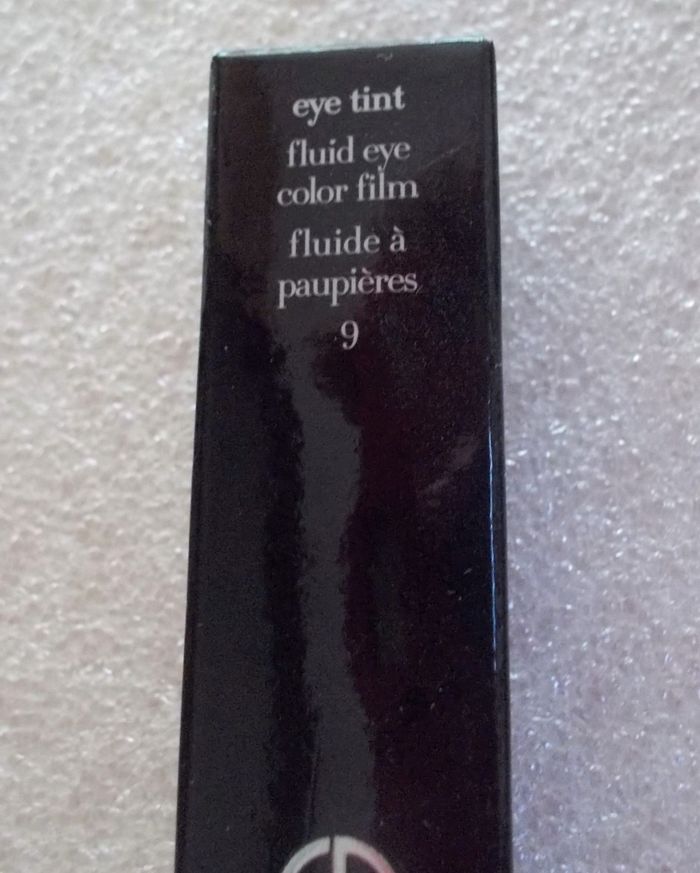 eye tint
fluid eye
color film
fluide à
paupières
9